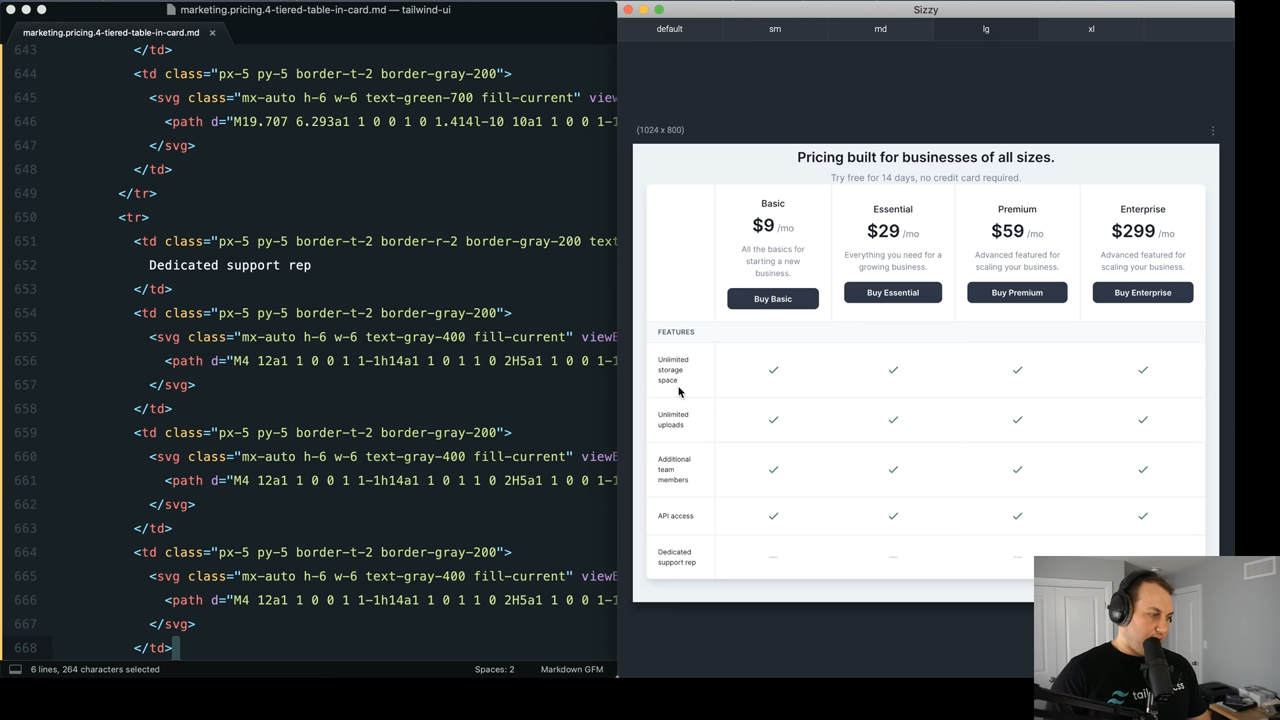 marketing.pricing.4-tiered-table-in-card.md — tailwind-ui
marketing.pricing.4-tiered-table-in-card.md ×
643 </td>
644 <td class="px-5 py-5 border-t-2 border-gray-200">
645 <svg class="mx-auto h-6 w-6 text-green-700 fill-current" view
646 <path d="M19.707 6.293a1 1 0 0 1 0 1.414l-10 10a1 1 0 0 1-1
647 </svg>
648 </td>
649 </tr>
650 <tr>
651 <td class="px-5 py-5 border-t-2 border-r-2 border-gray-200 text
652 Dedicated support rep
653 </td>
654 <td class="px-5 py-5 border-t-2 border-gray-200">
655 <svg class="mx-auto h-6 w-6 text-gray-400 fill-current" viewB
656 <path d="M4 12a1 1 0 0 1 1-1h14a1 1 0 1 1 0 2H5a1 1 0 0 1-1
657 </svg>
658 </td>
659 <td class="px-5 py-5 border-t-2 border-gray-200">
660 <svg class="mx-auto h-6 w-6 text-gray-400 fill-current" viewB
661 <path d="M4 12a1 1 0 0 1 1-1h14a1 1 0 1 1 0 2H5a1 1 0 0 1-1
662 </svg>
663 </td>
664 <td class="px-5 py-5 border-t-2 border-gray-200">
665 <svg class="mx-auto h-6 w-6 text-gray-400 fill-current" viewB
666 <path d="M4 12a1 1 0 0 1 1-1h14a1 1 0 1 1 0 2H5a1 1 0 0 1-1
667 </svg>
668 </td>
6 lines, 264 characters selected Spaces: 2 Markdown GFM
Sizzy
default sm md lg xl
(1024 x 800)
Pricing built for businesses of all sizes.
Try free for 14 days, no credit card required.
Basic
$9 /mo
All the basics for
starting a new
business.
Buy Basic
Essential
$29 /mo
Everything you need for a
growing business.
Buy Essential
Premium
$59 /mo
Advanced featured for
scaling your business.
Buy Premium
Enterprise
$299 /mo
Advanced featured for
scaling your business.
Buy Enterprise
FEATURES
Unlimited
storage
space
Unlimited
uploads
Additional
team
members
API access
Dedicated
support rep